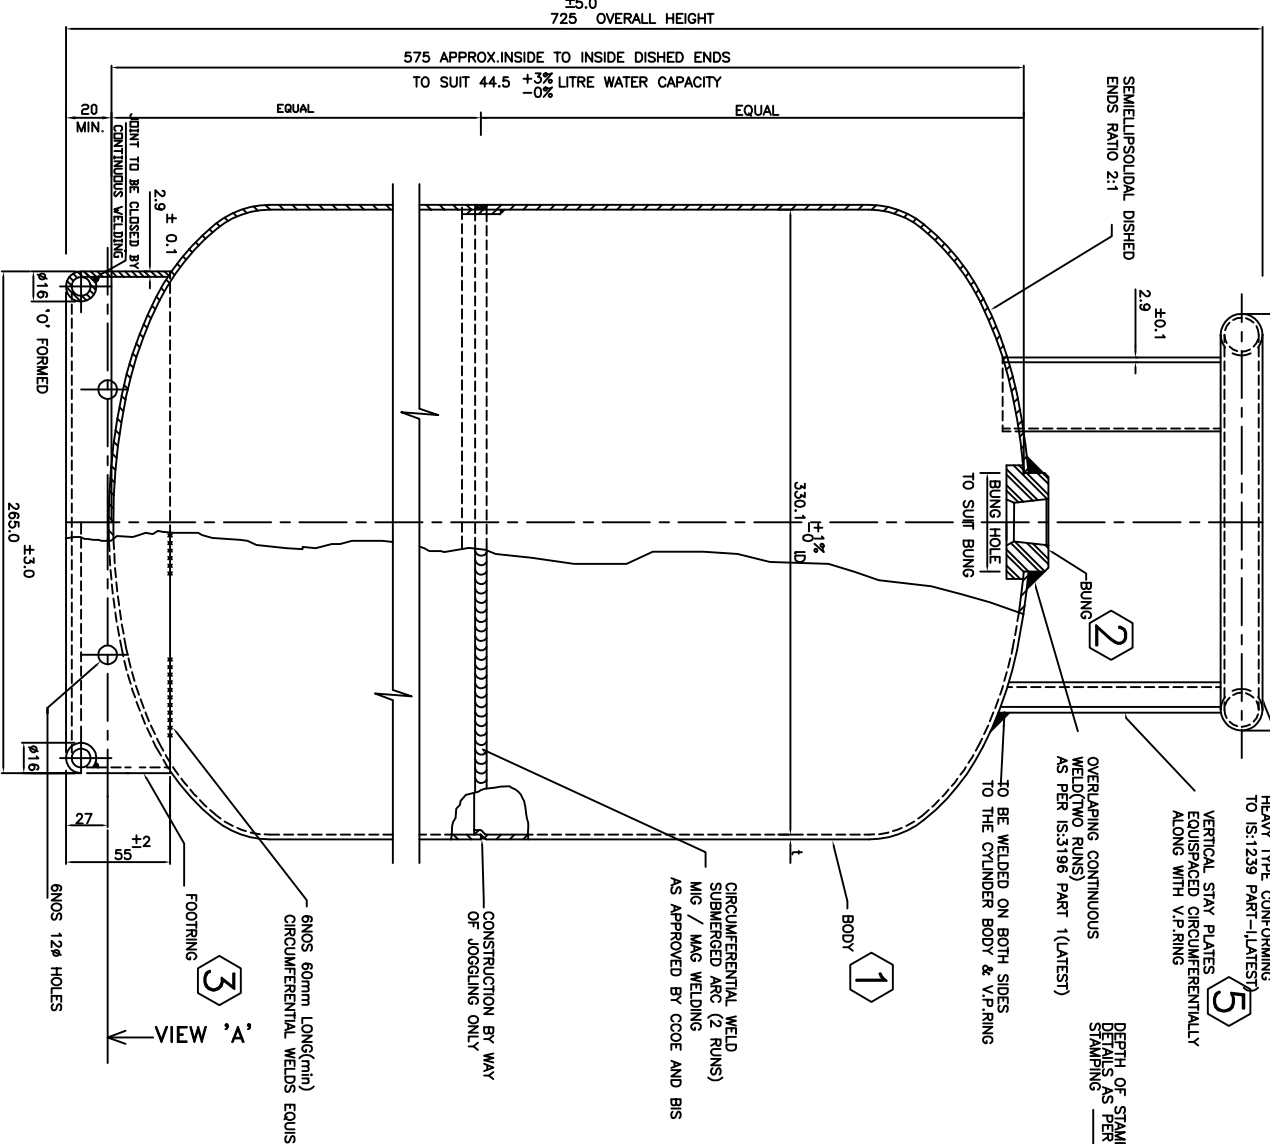 ±5.0
725 OVERALL HEIGHT
575 APPROX.INSIDE TO INSIDE DISHED ENDS
TO SUIT 44.5 +3% -0% LITRE WATER CAPACITY
20
MIN.
EQUAL
EQUAL
SEMIELLIPSOLIDAL DISHED
ENDS RATIO 2:1
JOINT TO BE CLOSED BY
CONTINUOUS WELDING
2.9 ± 0.1
ø16 'O' FORMED
±0.1
2.9
265.0 ±3.0
330.1 +1% -0 ID
BUNG HOLE
TO SUIT BUNG
BUNG
2
ø16
27
55 ±2
6NOS 12ø HOLES
FOOTRING
3
VIEW 'A'
6NOS 60mm LONG(min)
CIRCUMFERENTIAL WELDS EQUIS
CONSTRUCTION BY WAY
OF JOGGLING ONLY
CIRCUMFERENTIAL WELD
SUBMERGED ARC (2 RUNS)
MIG / MAG WELDING
AS APPROVED BY CCOE AND BIS
t
BODY
1
TO BE WELDED ON BOTH SIDES
TO THE CYLINDER BODY & V.P.RING
OVERLAPING CONTINUOUS
WELD(TWO RUNS)
AS PER IS:3196 PART 1(LATEST)
VERTICAL STAY PLATES
EQUISPACED CIRCUMFERENTIALLY
ALONG WITH V.P.RING
5
HEAVY TYPE CONFORMING
TO IS:1239 PART-I,LATEST)
DEPTH OF STAM
DETAILS AS PER
STAMPING